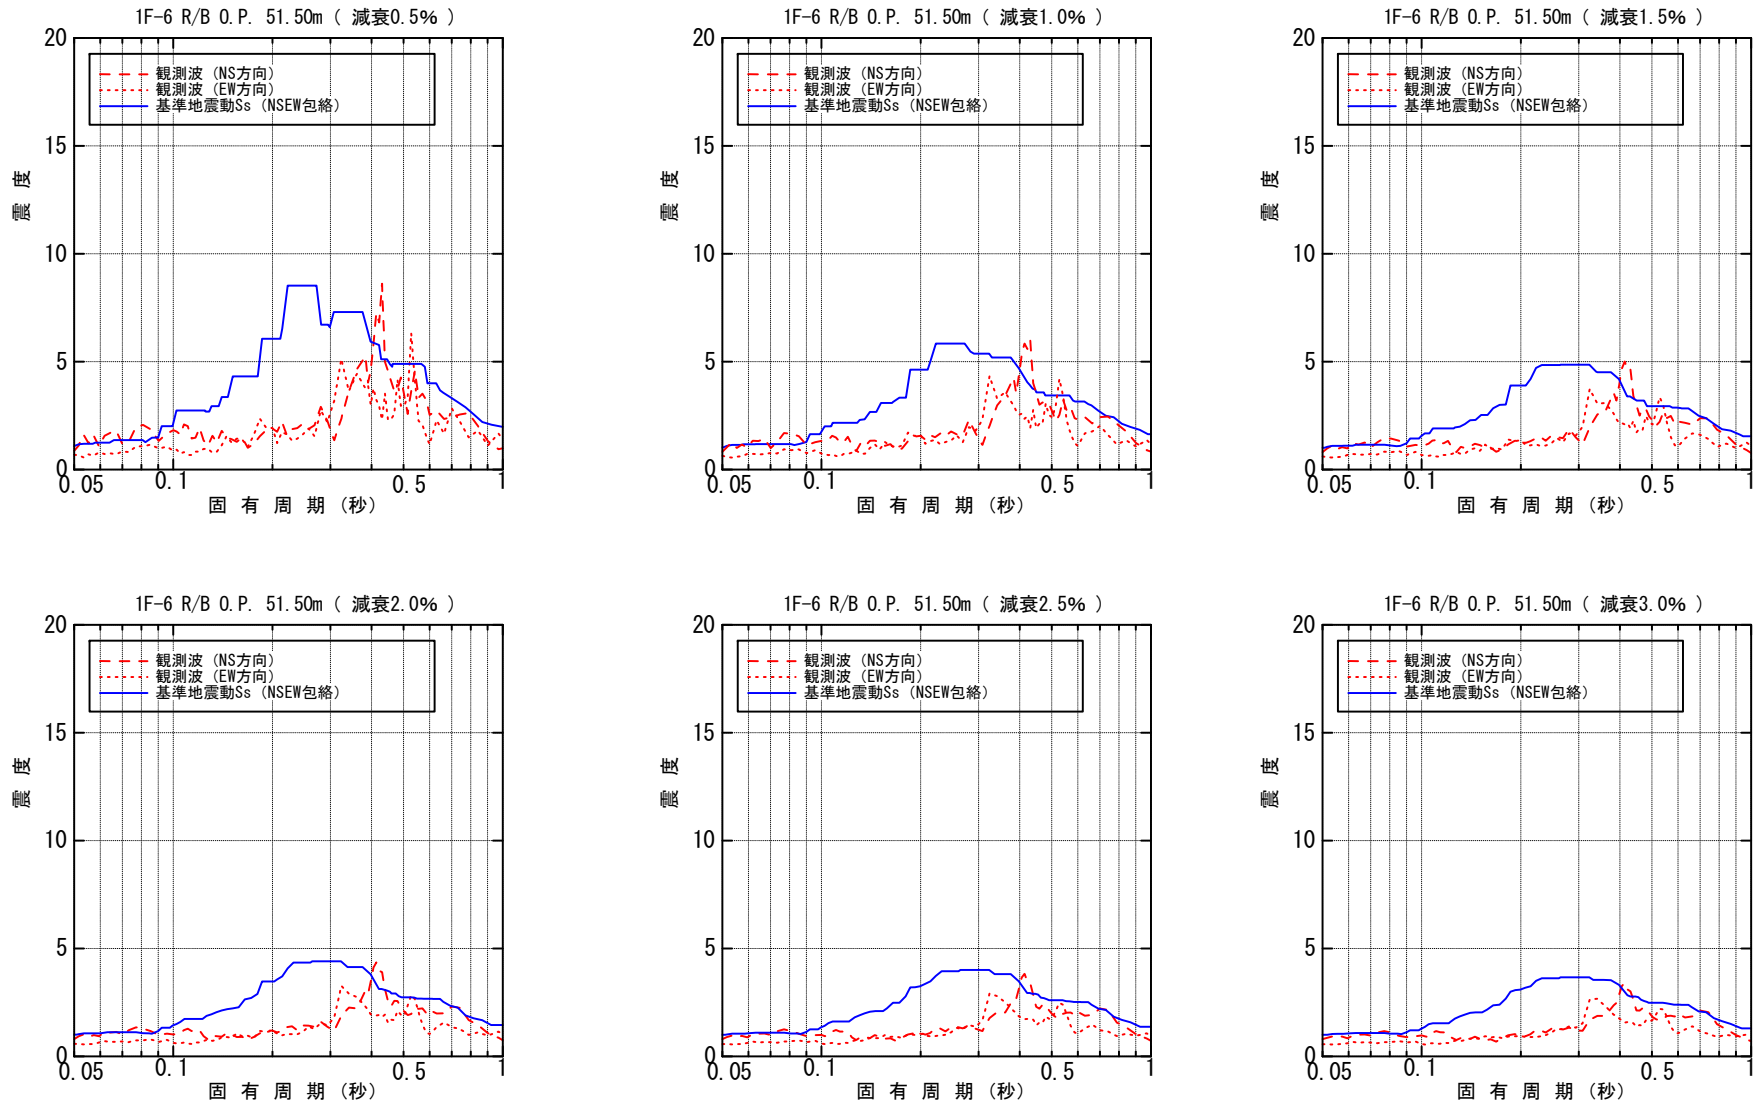 1F-6 R/B O.P. 51.50m ( 減衰0.5% )
20
15
10
5
0
震度
観測波 (NS方向)
観測波 (EW方向)
基準地震動Ss (NSEW包絡)
0.05
0.1
0.5
1
固有周期(秒)
1F-6 R/B O.P. 51.50m ( 減衰1.0% )
20
15
10
5
0
震度
観測波 (NS方向)
観測波 (EW方向)
基準地震動Ss (NSEW包絡)
0.05
0.1
0.5
1
固有周期(秒)
1F-6 R/B O.P. 51.50m ( 減衰1.5% )
20
15
10
5
0
震度
観測波 (NS方向)
観測波 (EW方向)
基準地震動Ss (NSEW包絡)
0.05
0.1
0.5
1
固有周期(秒)
1F-6 R/B O.P. 51.50m ( 減衰2.0% )
20
15
10
5
0
震度
観測波 (NS方向)
観測波 (EW方向)
基準地震動Ss (NSEW包絡)
0.05
0.1
0.5
1
固有周期(秒)
1F-6 R/B O.P. 51.50m ( 減衰2.5% )
20
15
10
5
0
震度
観測波 (NS方向)
観測波 (EW方向)
基準地震動Ss (NSEW包絡)
0.05
0.1
0.5
1
固有周期(秒)
1F-6 R/B O.P. 51.50m ( 減衰3.0% )
20
15
10
5
0
震度
観測波 (NS方向)
観測波 (EW方向)
基準地震動Ss (NSEW包絡)
0.05
0.1
0.5
1
固有周期(秒)